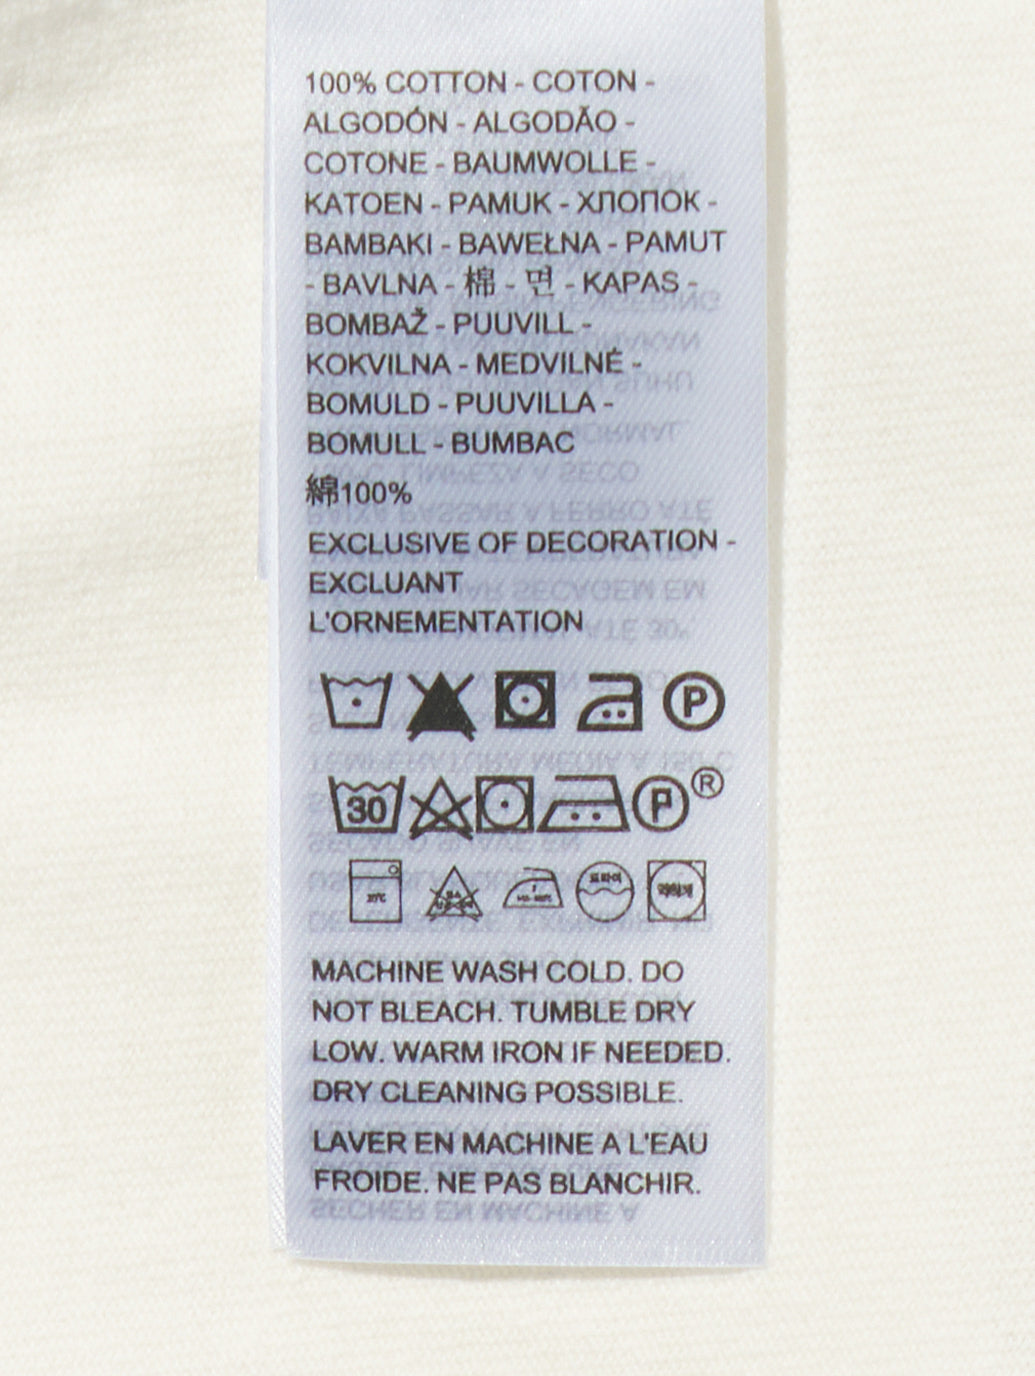 100% COTTON - COTON -
ALGODÓN - ALGODÃO -
COTONE - BAUMWOLLE -
KATOEN - PAMUK - ХЛОПОК -
BAMBAKI - BAWEŁNA - PAMUT
- BAVLNA - 棉 - 면 - KAPAS -
BOMBAŽ - PUUVILL -
KOKVILNA - MEDVILNĖ -
BOMULD - PUUVILLA -
BOMULL - BUMBAC
綿100%
EXCLUSIVE OF DECORATION -
EXCLUANT
L'ORNEMENTATION
P
30 P ®
드라이
MACHINE WASH COLD. DO
NOT BLEACH. TUMBLE DRY
LOW. WARM IRON IF NEEDED.
DRY CLEANING POSSIBLE.
LAVER EN MACHINE A L'EAU
FROIDE. NE PAS BLANCHIR.